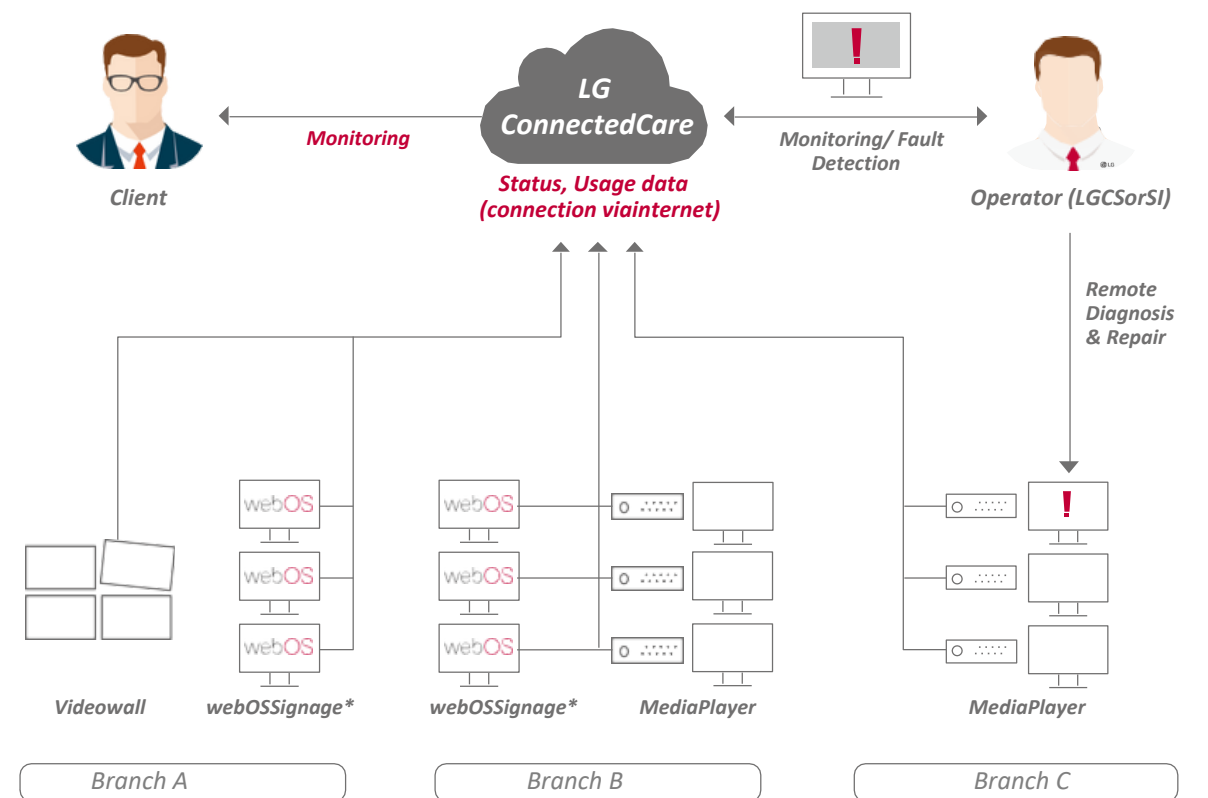 !
LG
ConnectedCare
Monitoring
Monitoring/ Fault
Detection
LG
Client
Status, Usage data
(connection viainternet)
Operator (LGCSorSI)
Remote
Diagnosis
& Repair
webOS
webOS
!
webOS
webOS
webOS
webOS
Videowall
webOSSignage*
webOSSignage*
MediaPlayer
MediaPlayer
Branch A
Branch B
Branch C